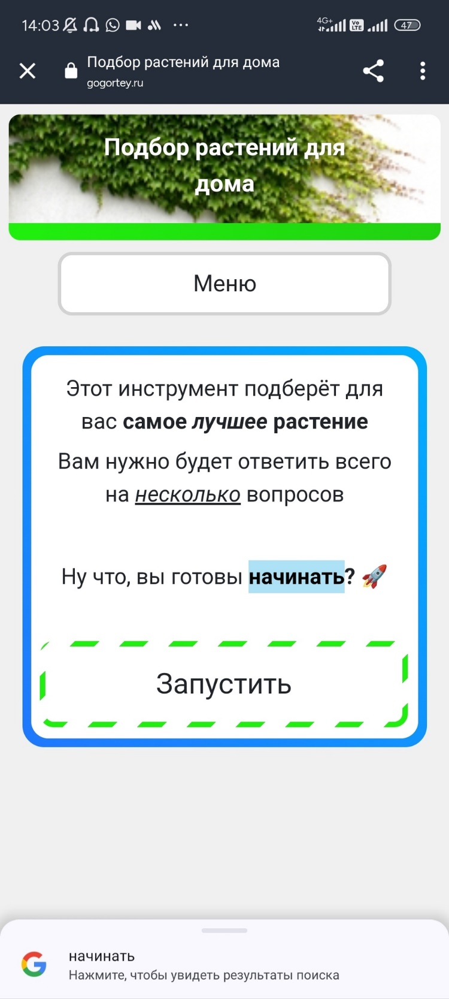 14:03 4G+ Vo LTE 47
Подбор растений для дома
gogortey.ru
Подбор растений для
дома
Меню
Этот инструмент подберёт для
вас самое лучшее растение
Вам нужно будет ответить всего
на несколько вопросов
Ну что, вы готовы начинать? 🚀
Запустить
начинать
Нажмите, чтобы увидеть результаты поиска